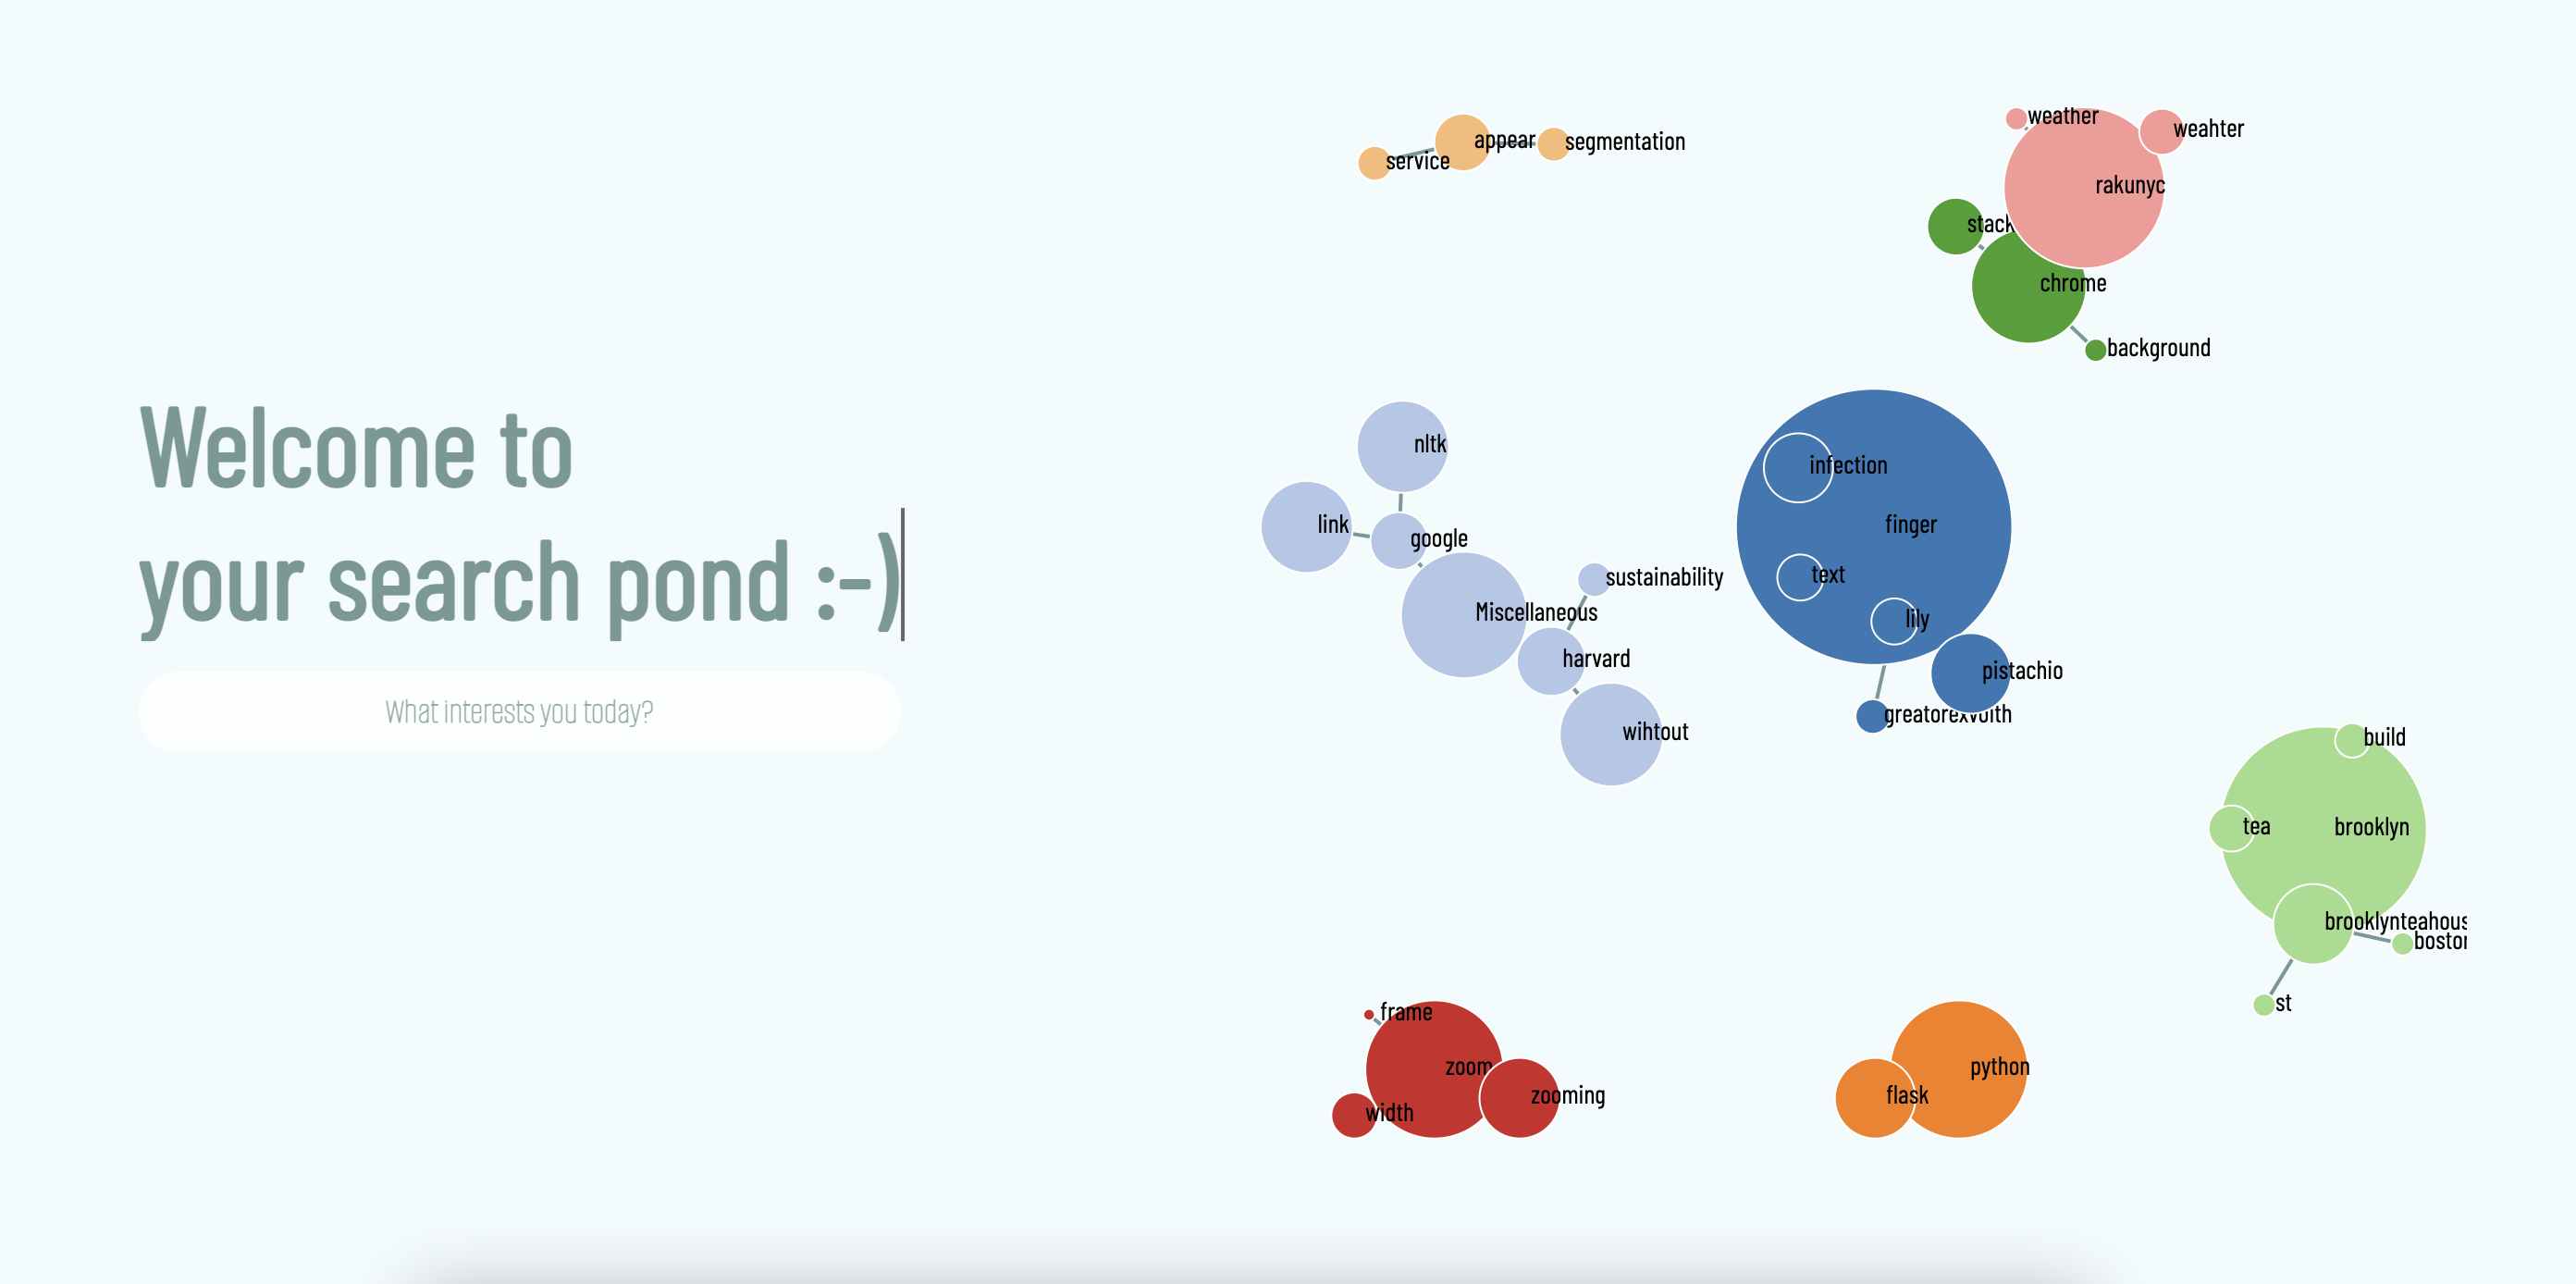 Welcome to
your search pond :-)
What interests you today?
service
appear
segmentation
weather
weahter
rakunyc
stack
chrome
background
nltk
link
google
Miscellaneous
sustainability
harvard
wihtout
infection
finger
text
lily
pistachio
build
tea
brooklyn
brooklynteahous
bostor
st
frame
zoom
zooming
width
python
flask